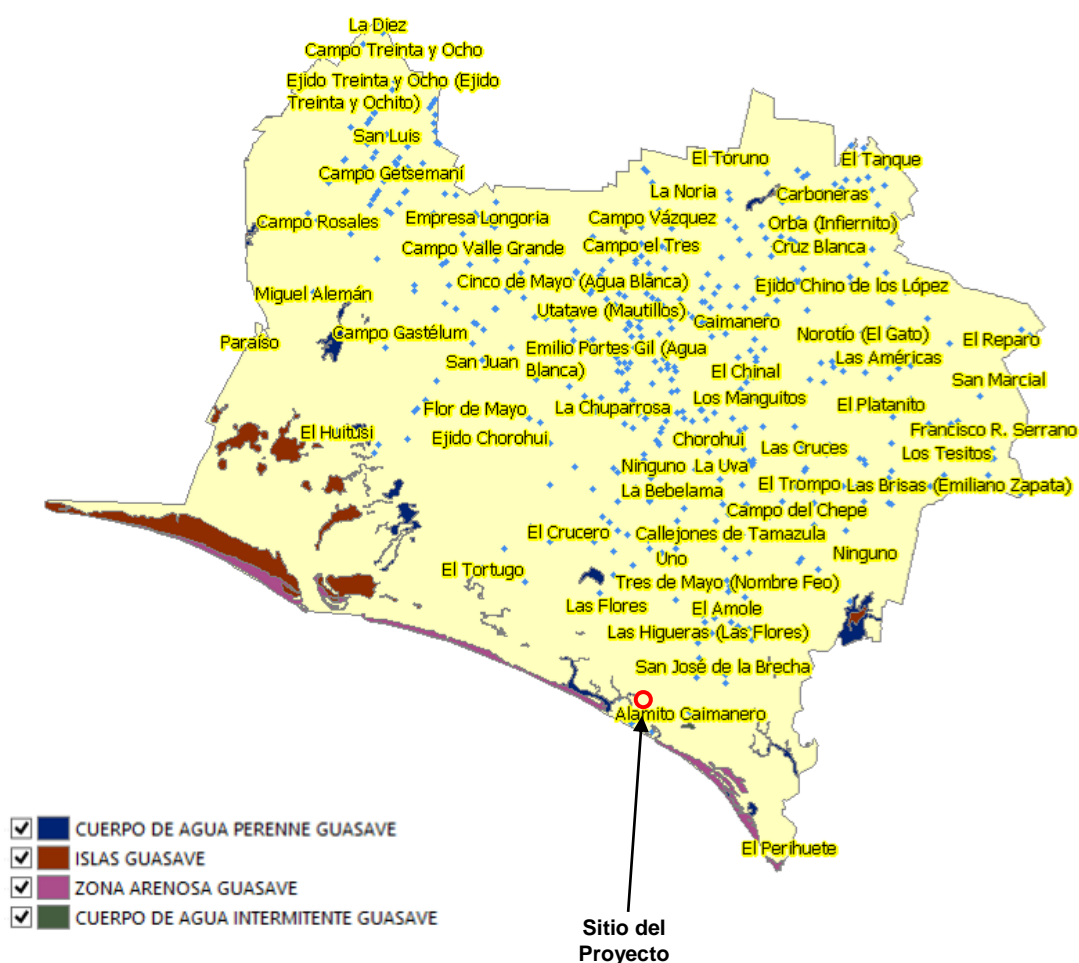 La Diez
Campo Treinta y Ocho
Ejido Treinta y Ocho (Ejido
Treinta y Ochito)
San Luis
El Toruno
El Tanque
Campo Getsemaní
La Noria
Carboneras
Campo Rosales
Empresa Longoria
Campo Vázquez
Orba (Infiernito)
Campo Valle Grande
Campo el Tres
Cruz Blanca
Cinco de Mayo (Agua Blanca)
Ejido Chino de los López
Miguel Alemán
Utatave (Mautillos)
Caimanero
Paraíso
Campo Gastélum
Norotío (El Gato)
El Reparo
San Juan
Emilio Portes Gil (Agua
Blanca)
Las Américas
El Chinal
San Marcial
Flor de Mayo
La Chuparrosa
Los Manguitos
El Platanito
El Huitusi
Ejido Chorohui
Chorohui
Las Cruces
Francisco R. Serrano
Los Tesitos
Ninguno
La Uva
La Bebelama
El Trompo
Las Brisas (Emiliano Zapata)
Campo del Chepe
El Crucero
Callejones de Tamazula
Uno
Ninguno
El Tortugo
Tres de Mayo (Nombre Feo)
Las Flores
El Amole
Las Higueras (Las Flores)
San José de la Brecha
Alamito Caimanero
El Perihuete
CUERPO DE AGUA PERENNE GUASAVE
ISLAS GUASAVE
ZONA ARENOSA GUASAVE
CUERPO DE AGUA INTERMITENTE GUASAVE
Sitio del
Proyecto